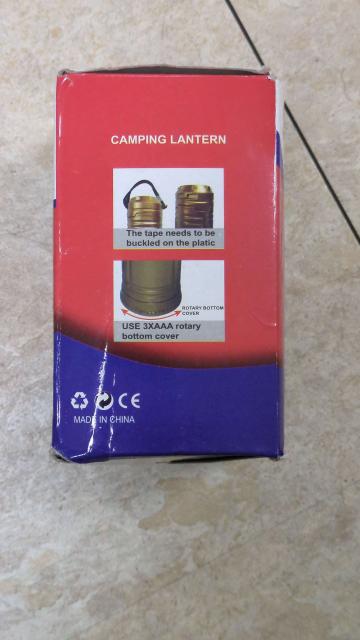 CAMPING LANTERN
The tape needs to be
buckled on the platic
ROTARY BOTTOM
COVER
USE 3XAAA rotary
bottom cover
CE
MADE IN CHINA